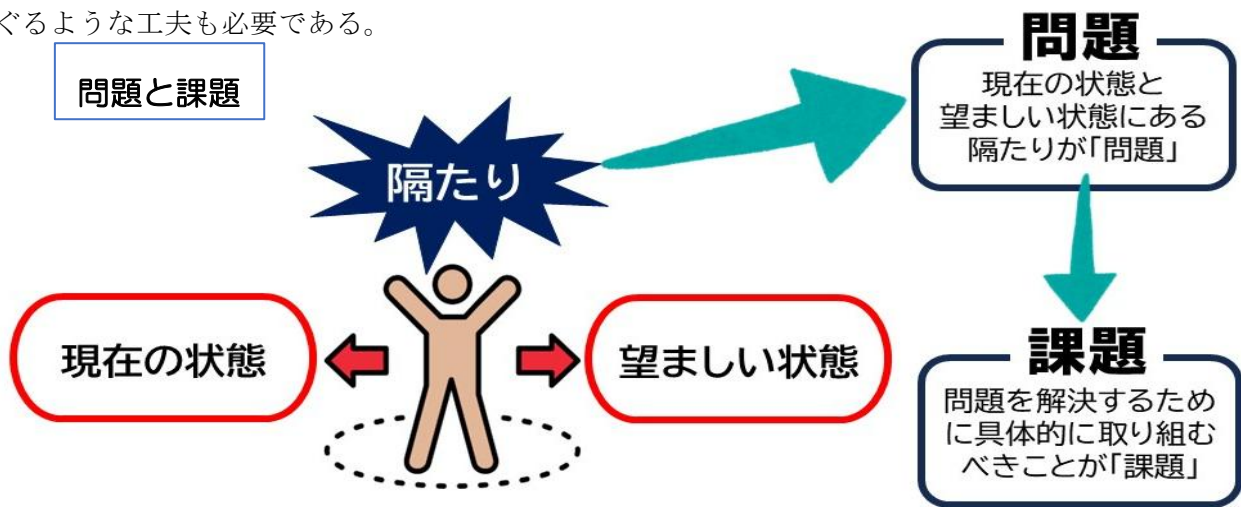 ぐるような工夫も必要である。
問題と課題
隔たり
現在の状態
望ましい状態
問題
現在の状態と
望ましい状態にある
隔たりが「問題」
課題
問題を解決するため
に具体的に取り組む
べきことが「課題」